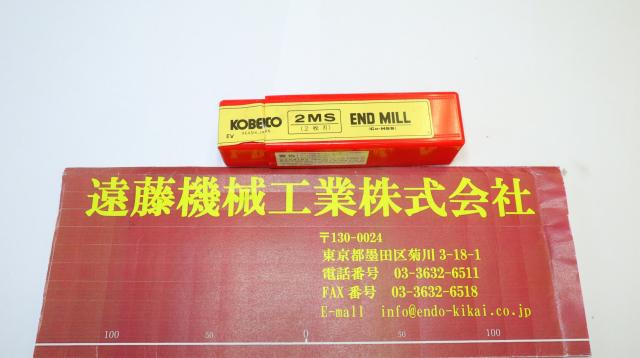 KOBELCO
2MS
(2枚刃)
END MILL
(Co-HSS)
EV
遠藤機械工業株式会社
〒130-0024
東京都墨田区菊川3-18-1
電話番号 03-3632-6511
FAX番号 03-3632-6518
E-mall info@endo-kikai.co.jp
100 50 0 50 100